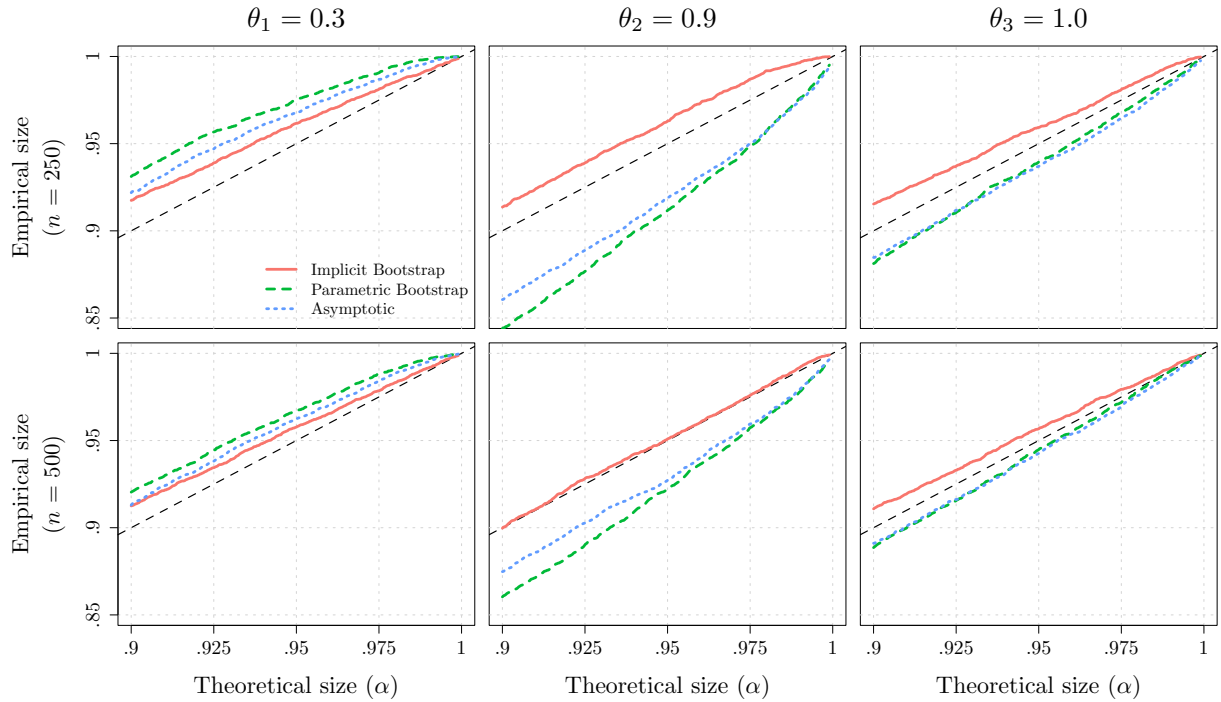 θ₁ = 0.3
θ₂ = 0.9
θ₃ = 1.0
Empirical size
(n = 250)
1
.95
.9
.85
Implicit Bootstrap
Parametric Bootstrap
Asymptotic
Empirical size
(n = 500)
1
.95
.9
.85
.9 .925 .95 .975 1
.9 .925 .95 .975 1
.9 .925 .95 .975 1
Theoretical size (α)
Theoretical size (α)
Theoretical size (α)